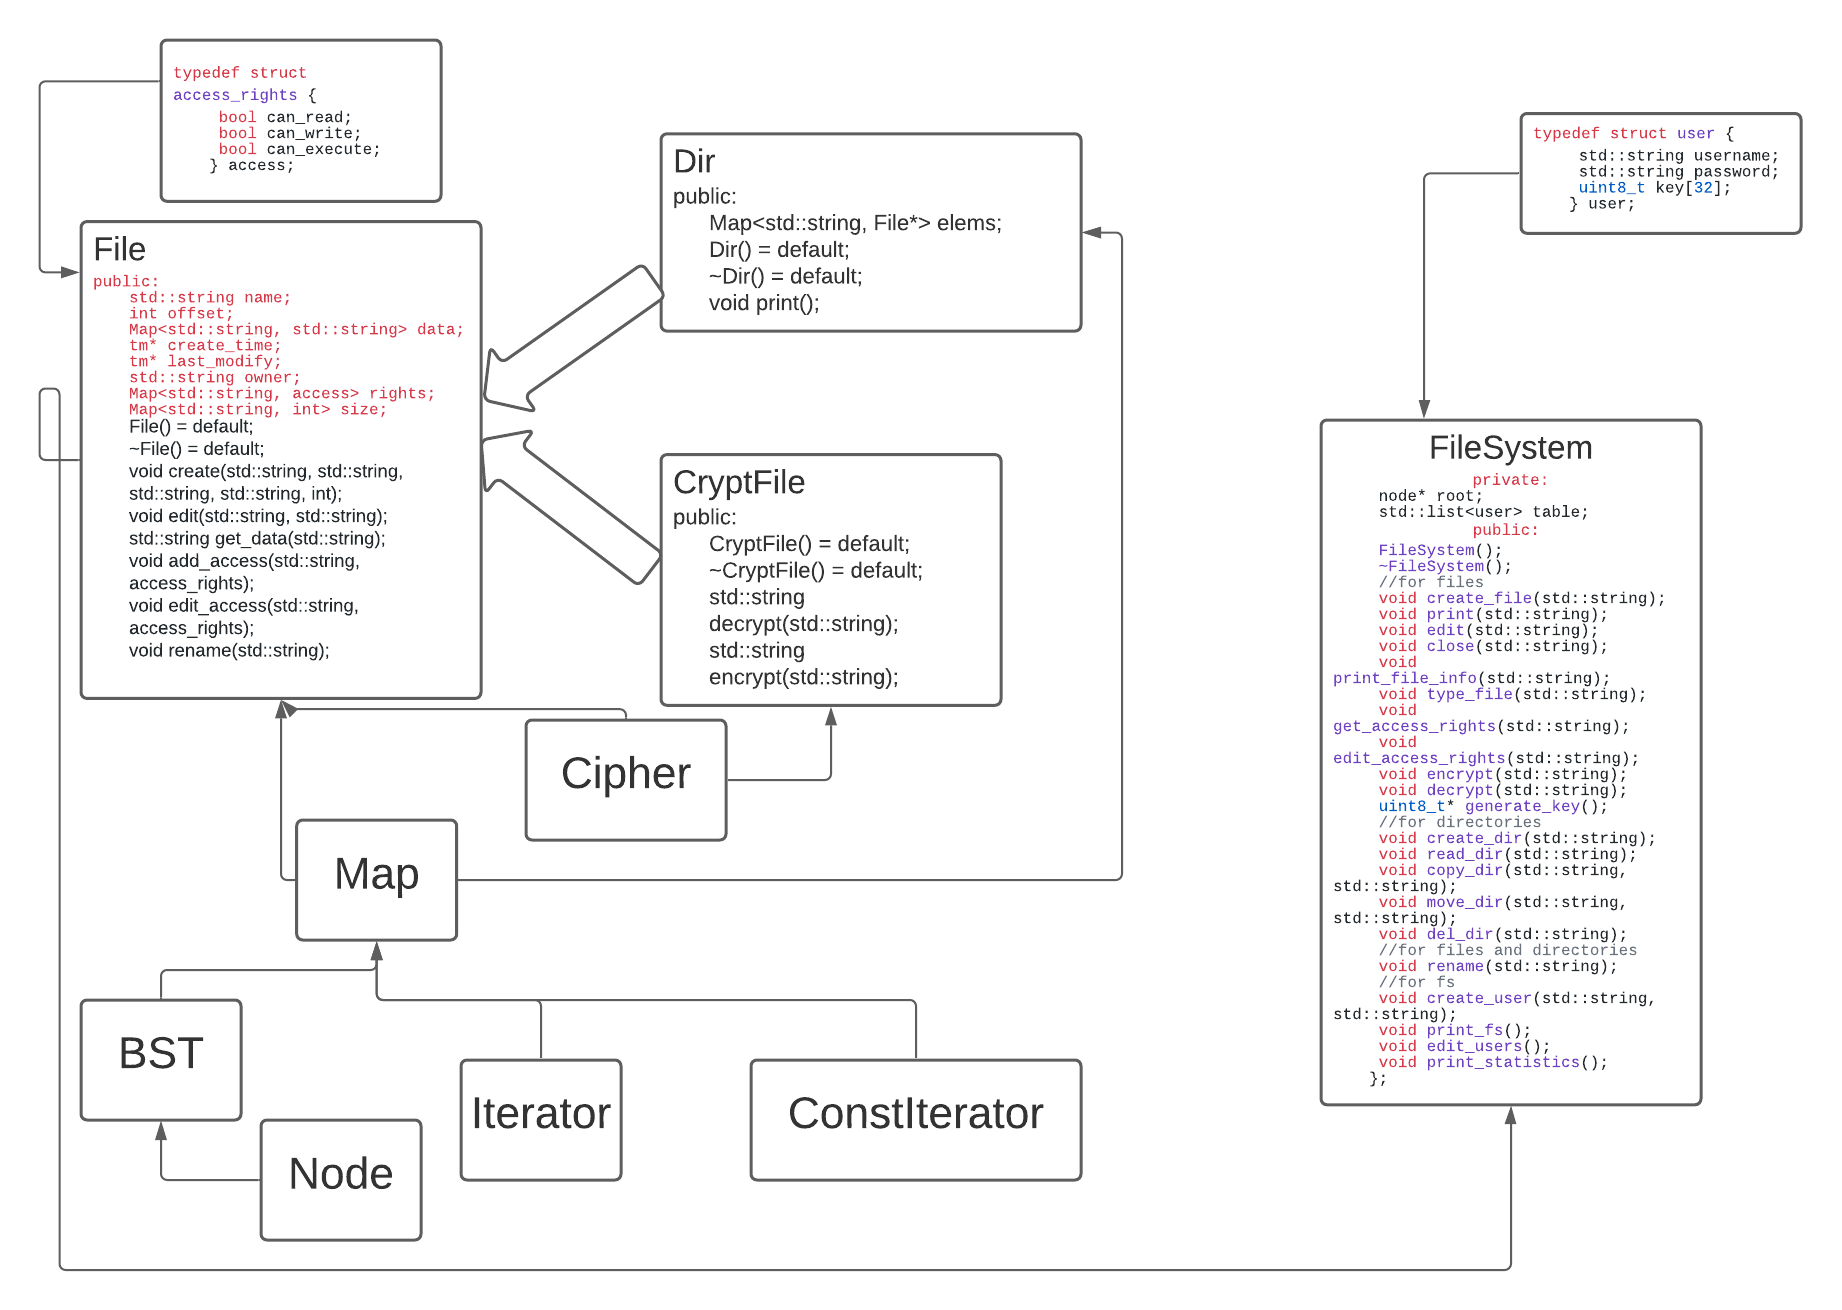 typedef struct
access_rights {
bool can_read;
bool can_write;
bool can_execute;
} access;
File
public:
std::string name;
int offset;
Map<std::string, std::string> data;
tm* create_time;
tm* last_modify;
std::string owner;
Map<std::string, access> rights;
Map<std::string, int> size;
File() = default;
~File() = default;
void create(std::string, std::string,
std::string, std::string, int);
void edit(std::string, std::string);
std::string get_data(std::string);
void add_access(std::string,
access_rights);
void edit_access(std::string,
access_rights);
void rename(std::string);
Dir
public:
Map<std::string, File*> elems;
Dir() = default;
~Dir() = default;
void print();
CryptFile
public:
CryptFile() = default;
~CryptFile() = default;
std::string
decrypt(std::string);
std::string
encrypt(std::string);
Cipher
Map
BST
Node
Iterator
ConstIterator
typedef struct user {
std::string username;
std::string password;
uint8_t key[32];
} user;
FileSystem
private:
node* root;
std::list<user> table;
public:
FileSystem();
~FileSystem();
//for files
void create_file(std::string);
void print(std::string);
void edit(std::string);
void close(std::string);
void
print_file_info(std::string);
void type_file(std::string);
void
get_access_rights(std::string);
void
edit_access_rights(std::string);
void encrypt(std::string);
void decrypt(std::string);
uint8_t* generate_key();
//for directories
void create_dir(std::string);
void read_dir(std::string);
void copy_dir(std::string,
std::string);
void move_dir(std::string,
std::string);
void del_dir(std::string);
//for files and directories
void rename(std::string);
//for fs
void create_user(std::string,
std::string);
void print_fs();
void edit_users();
void print_statistics();
};